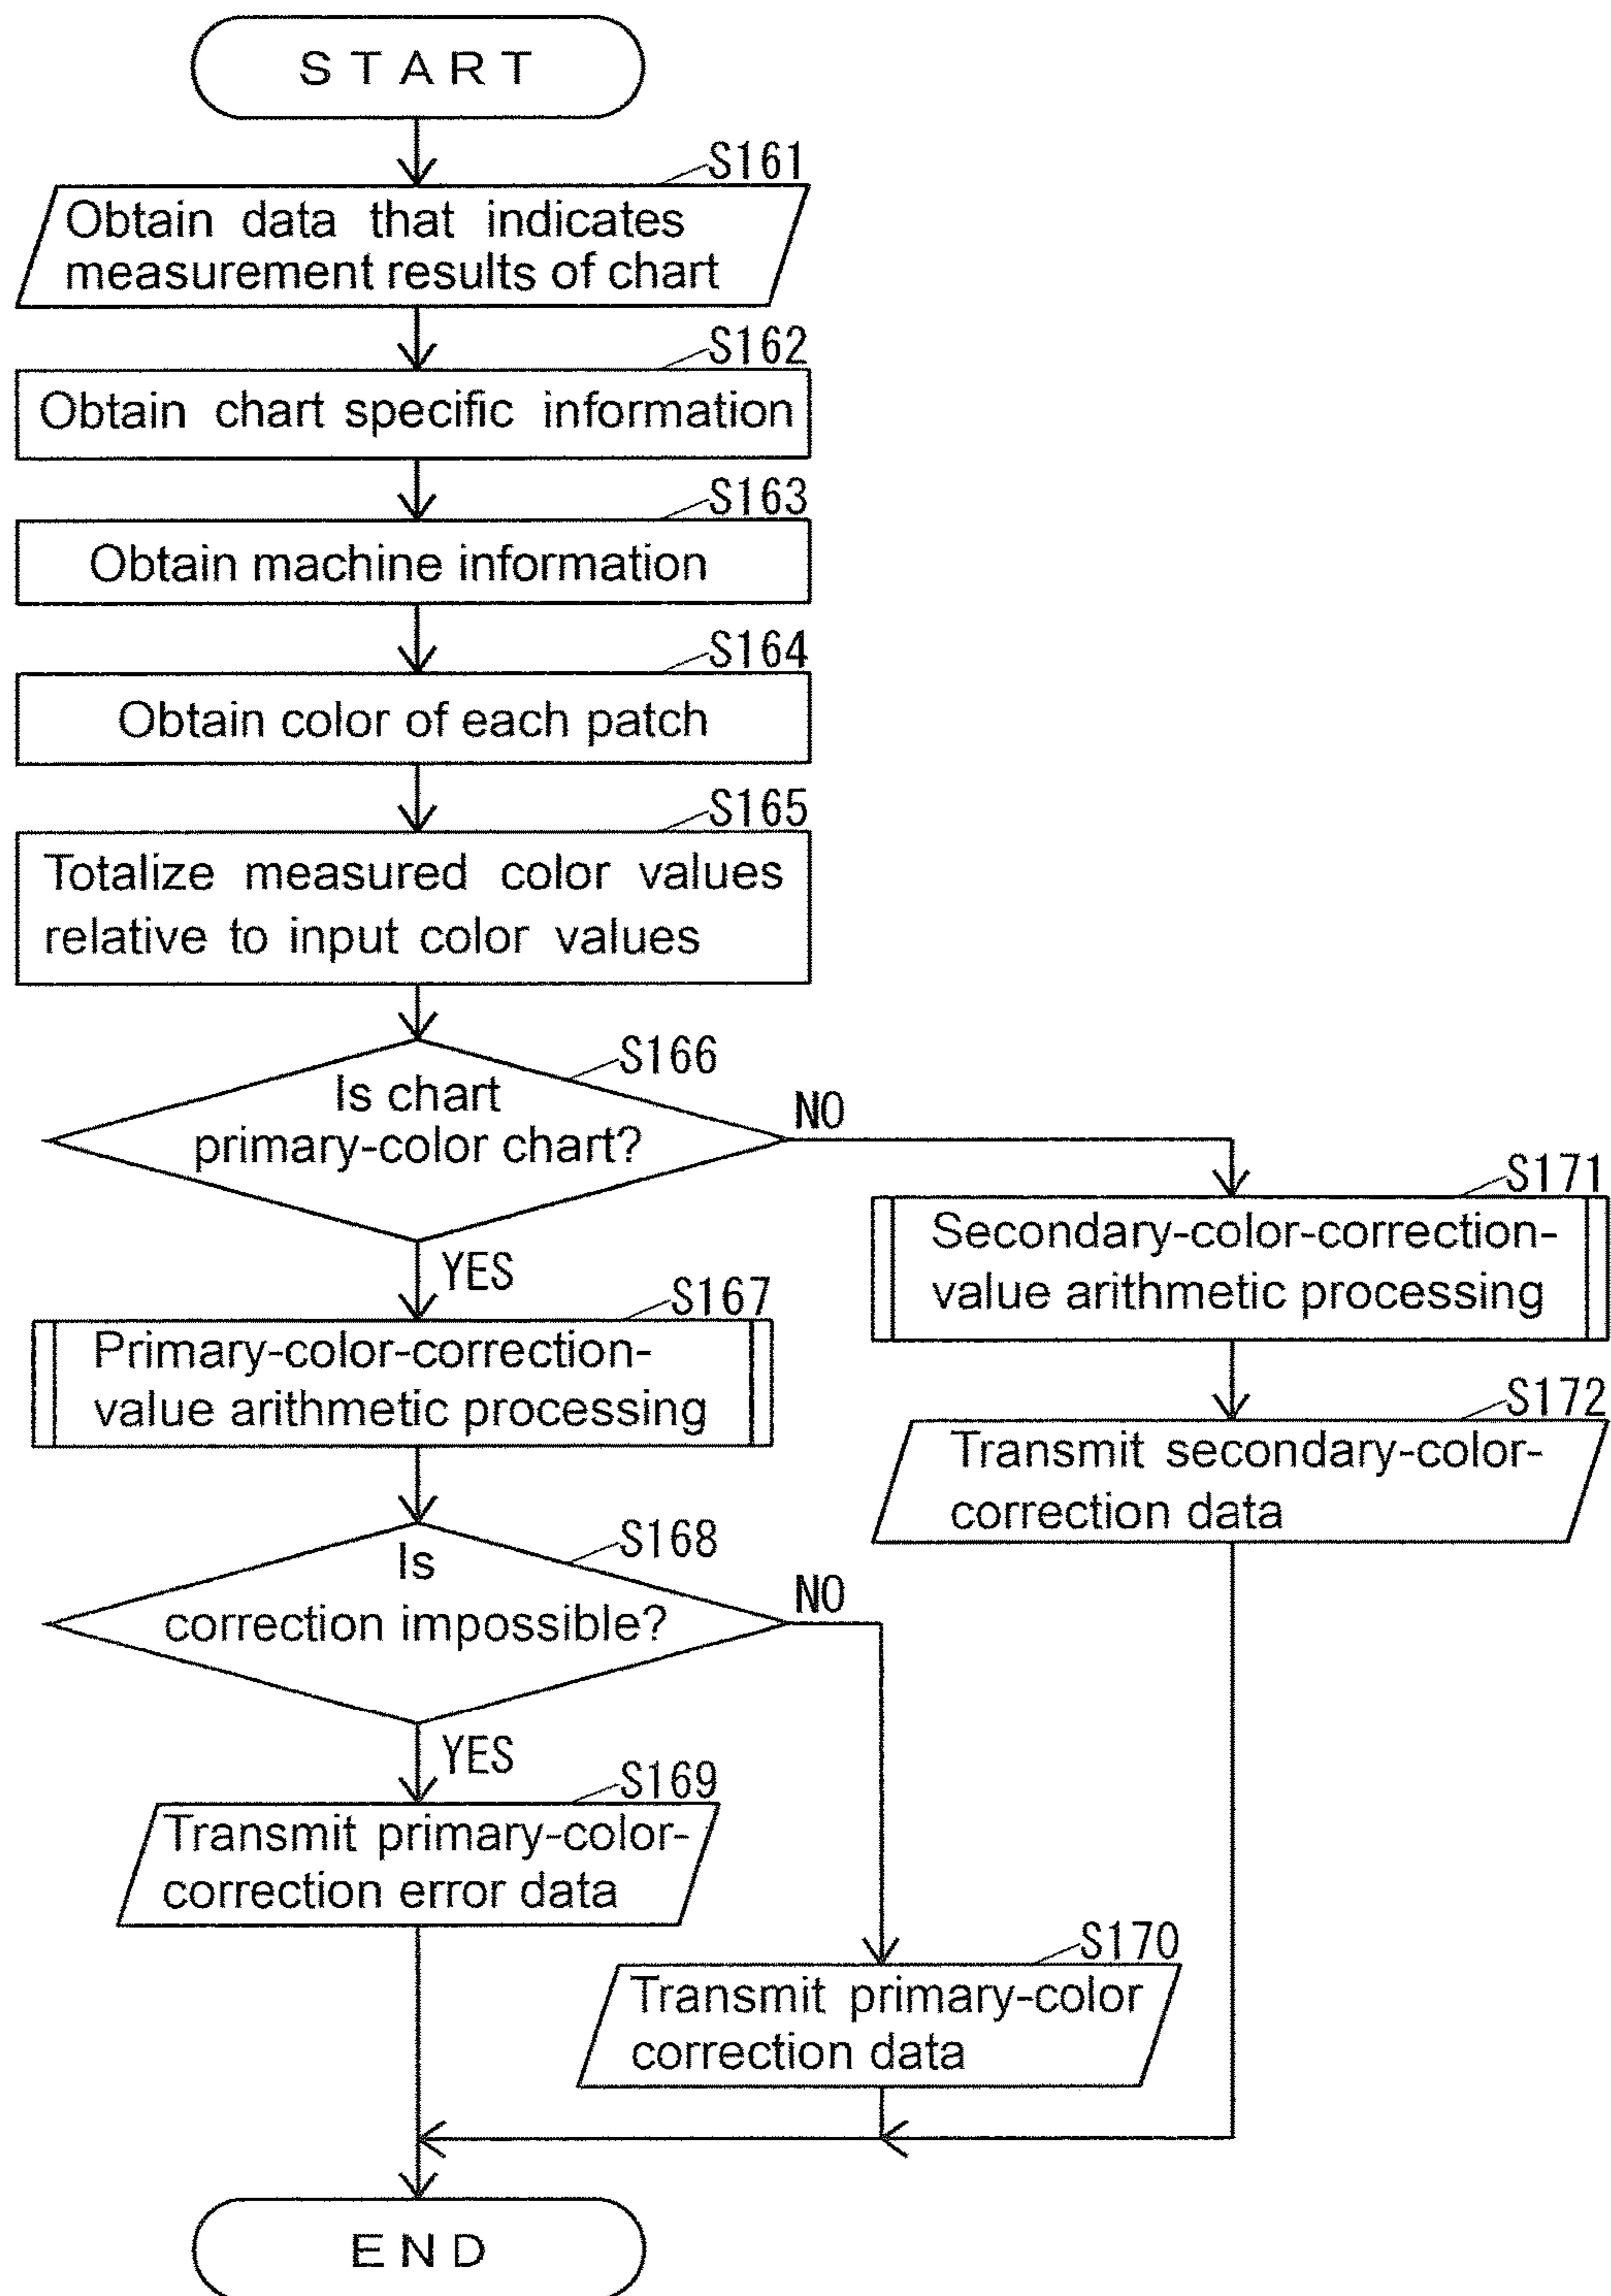 START
S161
Obtain data that indicates
measurement results of chart
S162
Obtain chart specific information
S163
Obtain machine information
S164
Obtain color of each patch
S165
Totalize measured color values
relative to input color values
S166
Is chart
primary-color chart?
NO
YES
S171
Secondary-color-correction-
value arithmetic processing
S167
Primary-color-correction-
value arithmetic processing
S172
Transmit secondary-color-
correction data
S168
Is
correction impossible?
NO
YES
S169
Transmit primary-color-
correction error data
S170
Transmit primary-color
correction data
END